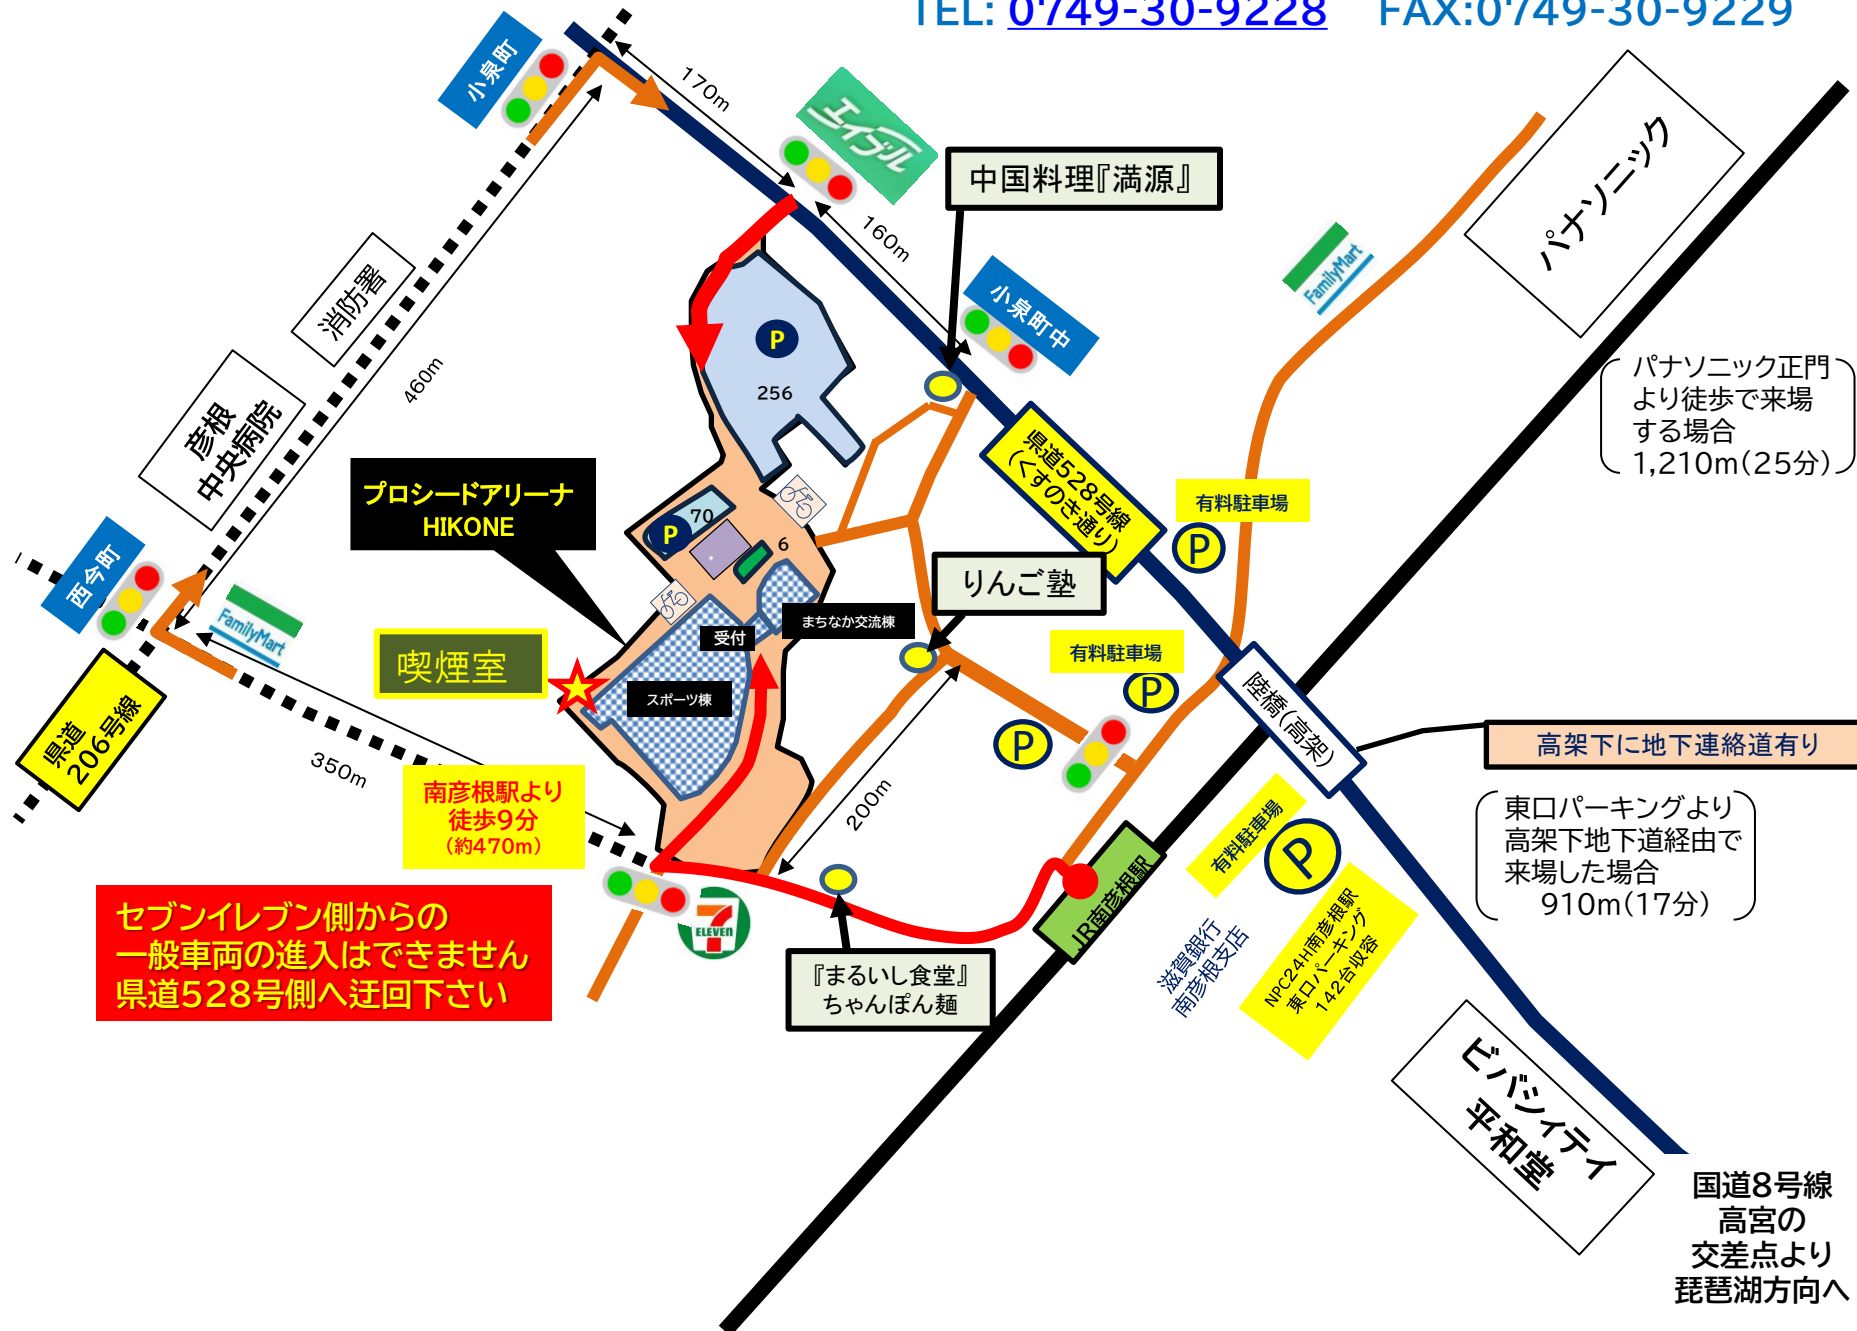 TEL: 0749-30-9228 FAX:0749-30-9229
小泉町
170m
エイブル
中国料理『満源』
160m
小泉町中
FamilyMart
パナソニック
消防署
460m
彦根
中央病院
P
256
パナソニック正門
より徒歩で来場
する場合
1,210m(25分)
県道528号線
(くすのき通り)
有料駐車場
P
プロシードアリーナ
HIKONE
P
70
6
西今町
FamilyMart
りんご塾
まちなか交流棟
受付
有料駐車場
P
P
喫煙室
スポーツ棟
陸橋(高架)
県道
206号線
350m
高架下に地下連絡道有り
南彦根駅より
徒歩9分
(約470m)
200m
東口パーキングより
高架下地下道経由で
来場した場合
910m(17分)
有料駐車場
P
JR南彦根駅
セブンイレブン側からの
一般車両の進入はできません
県道528号側へ迂回下さい
7
ELEVEN
『まるいし食堂』
ちゃんぽん麺
滋賀銀行
南彦根支店
NPC24H南彦根駅
東口パーキング
142台収容
ビバシィティ
平和堂
国道8号線
高宮の
交差点より
琵琶湖方向へ